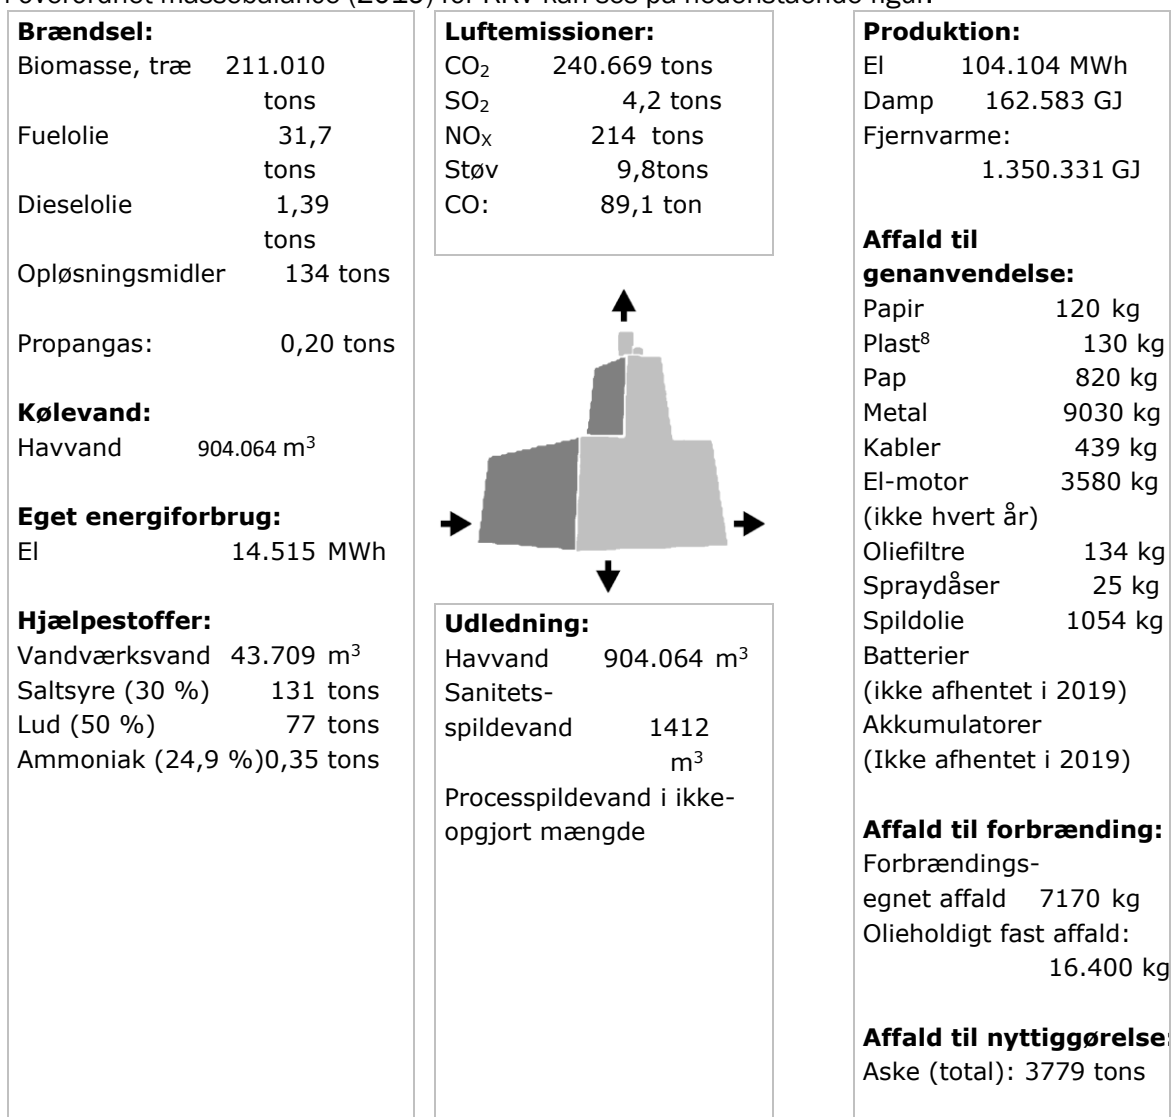 Brændsel:
Biomasse, træ 211.010
tons
Fuelolie 31,7
tons
Dieselolie 1,39
tons
Opløsningsmidler 134 tons
Propangas: 0,20 tons
Kølevand:
Havvand 904.064 m³
Eget energiforbrug:
El 14.515 MWh
Hjælpestoffer:
Vandværksvand 43.709 m³
Saltsyre (30 %) 131 tons
Lud (50 %) 77 tons
Ammoniak (24,9 %)0,35 tons
Luftemissioner:
CO₂ 240.669 tons
SO₂ 4,2 tons
NOₓ 214 tons
Støv 9,8tons
CO: 89,1 ton
Udledning:
Havvand 904.064 m³
Sanitets-
spildevand 1412
m³
Processpildevand i ikke-
opgjort mængde
Produktion:
El 104.104 MWh
Damp 162.583 GJ
Fjernvarme:
1.350.331 GJ
Affald til
genanvendelse:
Papir 120 kg
Plast⁸ 130 kg
Pap 820 kg
Metal 9030 kg
Kabler 439 kg
El-motor 3580 kg
(ikke hvert år)
Oliefiltre 134 kg
Spraydåser 25 kg
Spildolie 1054 kg
Batterier
(ikke afhentet i 2019)
Akkumulatorer
(Ikke afhentet i 2019)
Affald til forbrænding:
Forbrændings-
egnet affald 7170 kg
Olieholdigt fast affald:
16.400 kg
Affald til nyttiggørelse:
Aske (total): 3779 tons